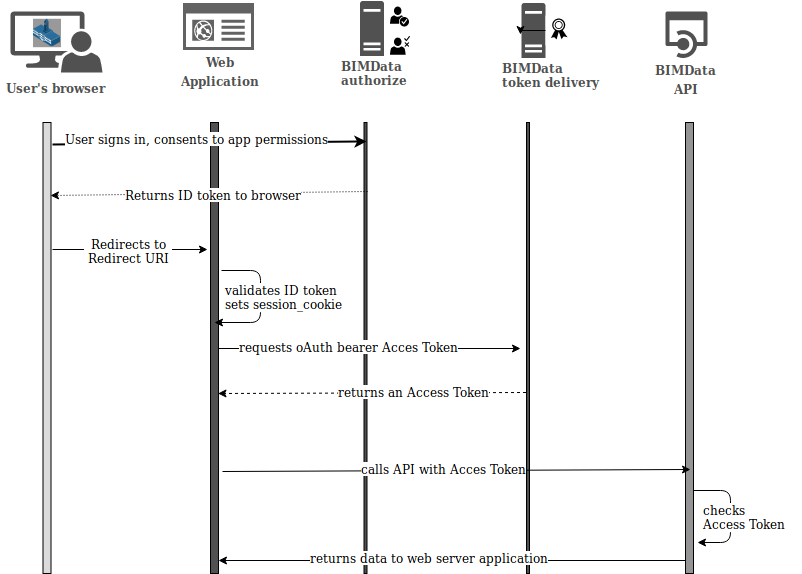 User's browser
Web
Application
BIMData
authorize
BIMData
token delivery
BIMData
API
User signs in, consents to app permissions
Returns ID token to browser
Redirects to
Redirect URI
validates ID token
sets session_cookie
requests oAuth bearer Acces Token
returns an Access Token
calls API with Acces Token
checks
Access Token
returns data to web server application